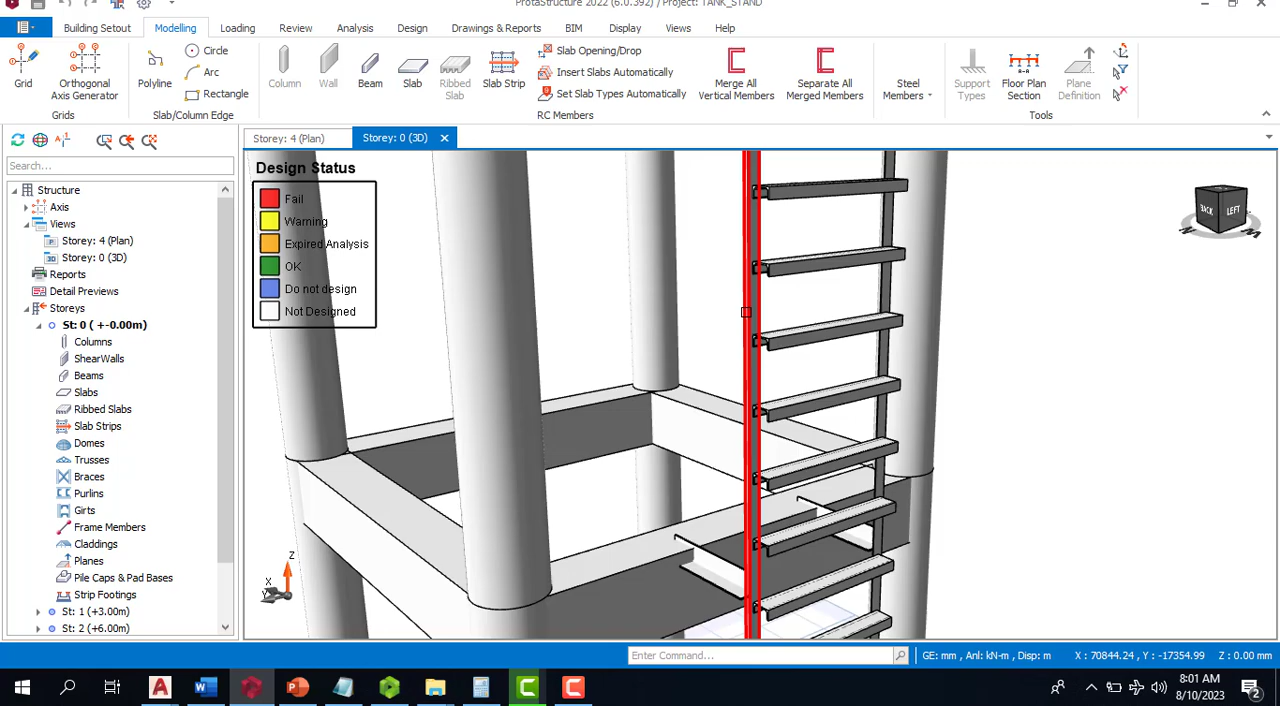 ProtaStructure 2022 (6.0.392) / Project: TANK_STAND
Building Setout
Modelling
Loading
Review
Analysis
Design
Drawings & Reports
BIM
Display
Views
Help
Grid
Orthogonal
Axis Generator
Grids
Polyline
Circle
Arc
Rectangle
Slab/Column Edge
Column
Wall
Beam
Slab
Ribbed
Slab
Slab Strip
Slab Opening/Drop
Insert Slabs Automatically
Set Slab Types Automatically
RC Members
Merge All
Vertical Members
Separate All
Merged Members
Steel
Members
Support
Types
Floor Plan
Section
Plane
Definition
Tools
Storey: 4 (Plan)
Storey: 0 (3D)
Search...
Structure
Axis
Views
Storey: 4 (Plan)
Storey: 0 (3D)
Reports
Detail Previews
Storeys
St: 0 ( +-0.00m)
Columns
ShearWalls
Beams
Slabs
Ribbed Slabs
Slab Strips
Domes
Trusses
Braces
Purlins
Girts
Frame Members
Claddings
Planes
Pile Caps & Pad Bases
Strip Footings
St: 1 (+3.00m)
St: 2 (+6.00m)
Design Status
Fail
Warning
Expired Analysis
OK
Do not design
Not Designed
BACK
LEFT
Z
X
Enter Command...
GE: mm , Anl: kN-m , Disp: m
X : 70844.24 , Y : -17354.99
Z : 0.00 mm
8:01 AM
8/10/2023
2